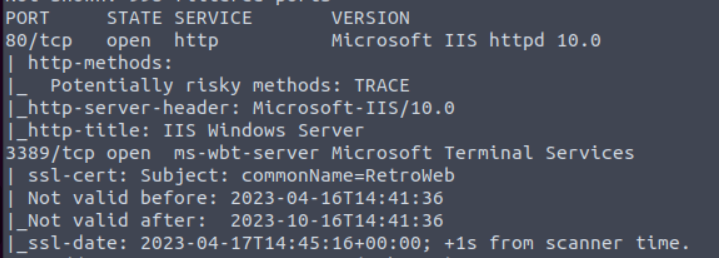 PORT STATE SERVICE VERSION
80/tcp open http Microsoft IIS httpd 10.0
| http-methods:
|_ Potentially risky methods: TRACE
|_http-server-header: Microsoft-IIS/10.0
|_http-title: IIS Windows Server
3389/tcp open ms-wbt-server Microsoft Terminal Services
| ssl-cert: Subject: commonName=RetroWeb
| Not valid before: 2023-04-16T14:41:36
|_Not valid after: 2023-10-16T14:41:36
|_ssl-date: 2023-04-17T14:45:16+00:00; +1s from scanner time.